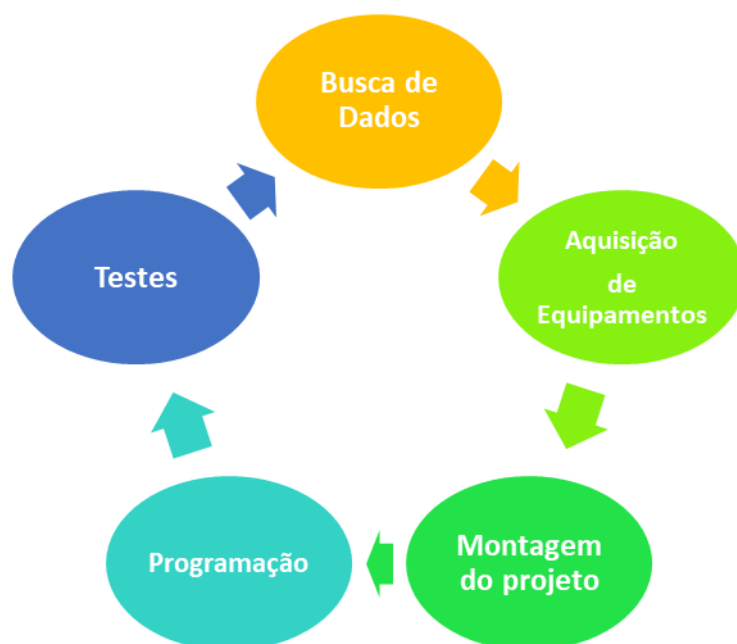 Busca de
Dados
Aquisição
de
Equipamentos
Montagem
do projeto
Programação
Testes